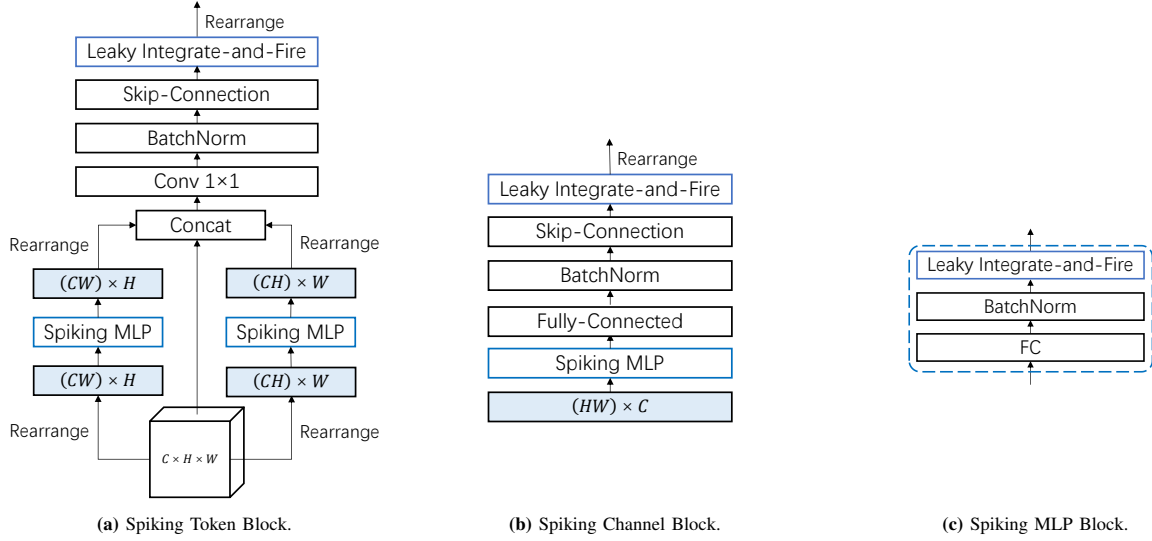 Rearrange
Leaky Integrate-and-Fire
Skip-Connection
BatchNorm
Conv 1×1
Concat
Rearrange
Rearrange
(CW) × H
(CH) × W
Spiking MLP
Spiking MLP
(CW) × H
(CH) × W
Rearrange
Rearrange
C × H × W
(a) Spiking Token Block.
Rearrange
Leaky Integrate-and-Fire
Skip-Connection
BatchNorm
Fully-Connected
Spiking MLP
(HW) × C
(b) Spiking Channel Block.
Leaky Integrate-and-Fire
BatchNorm
FC
(c) Spiking MLP Block.